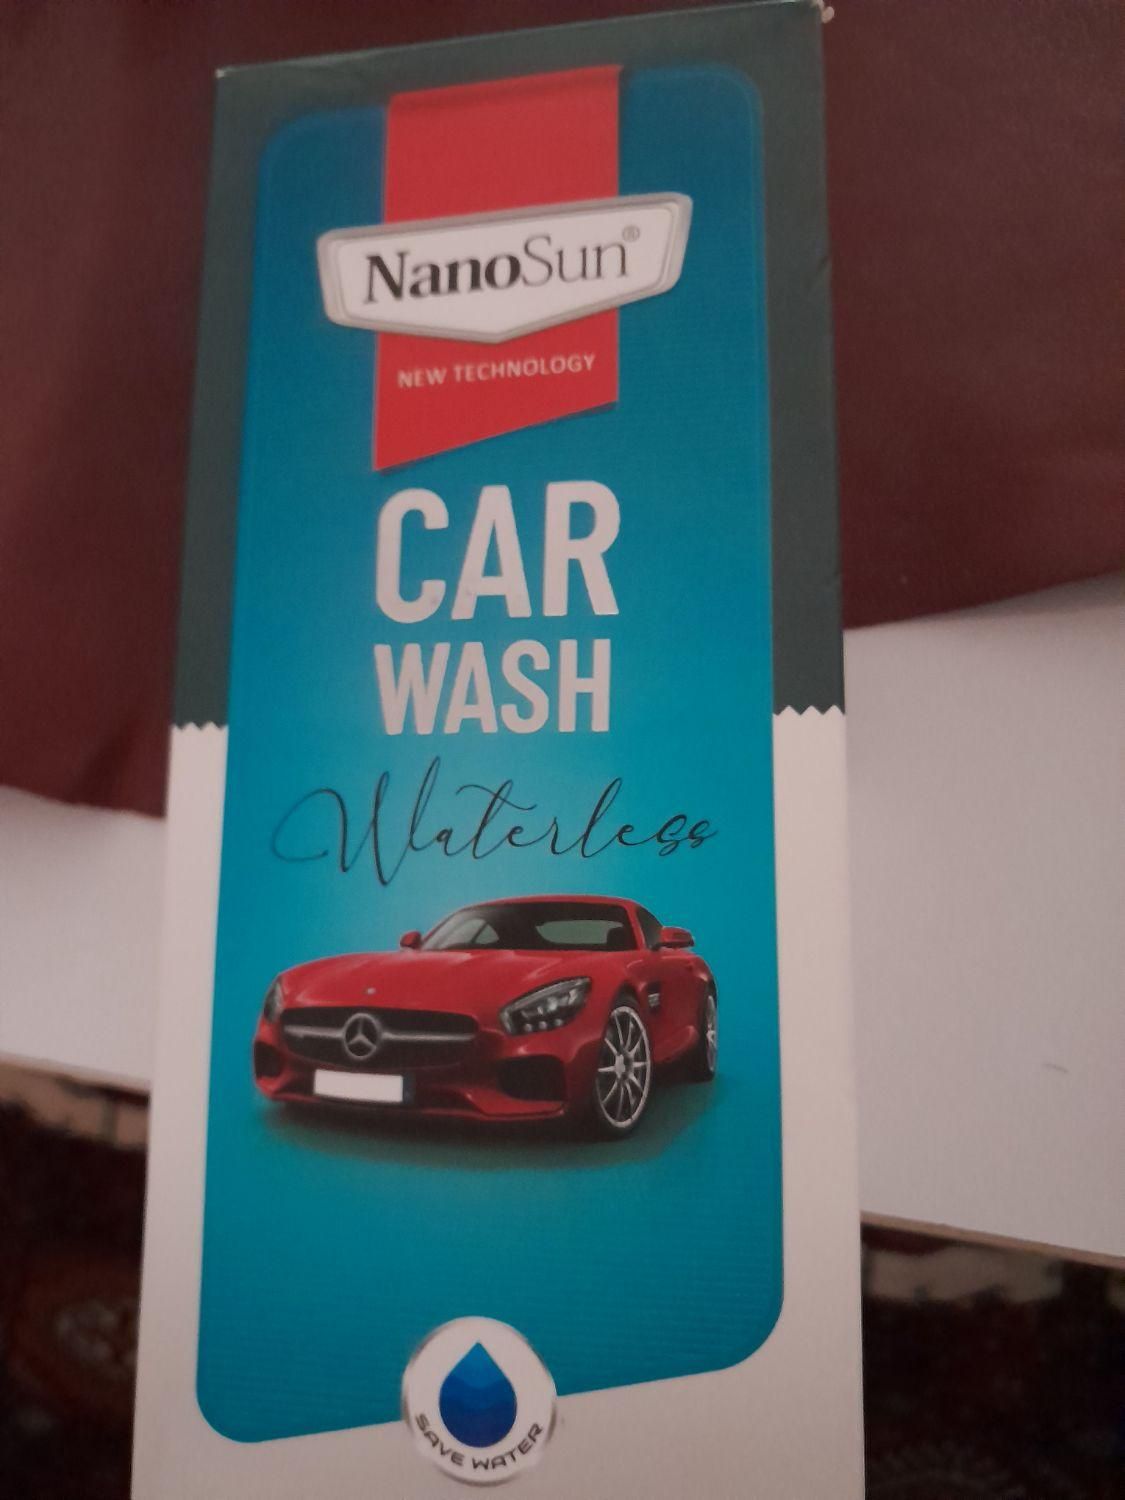 NanoSun®
NEW TECHNOLOGY
CAR
WASH
Waterless
SAVE WATER